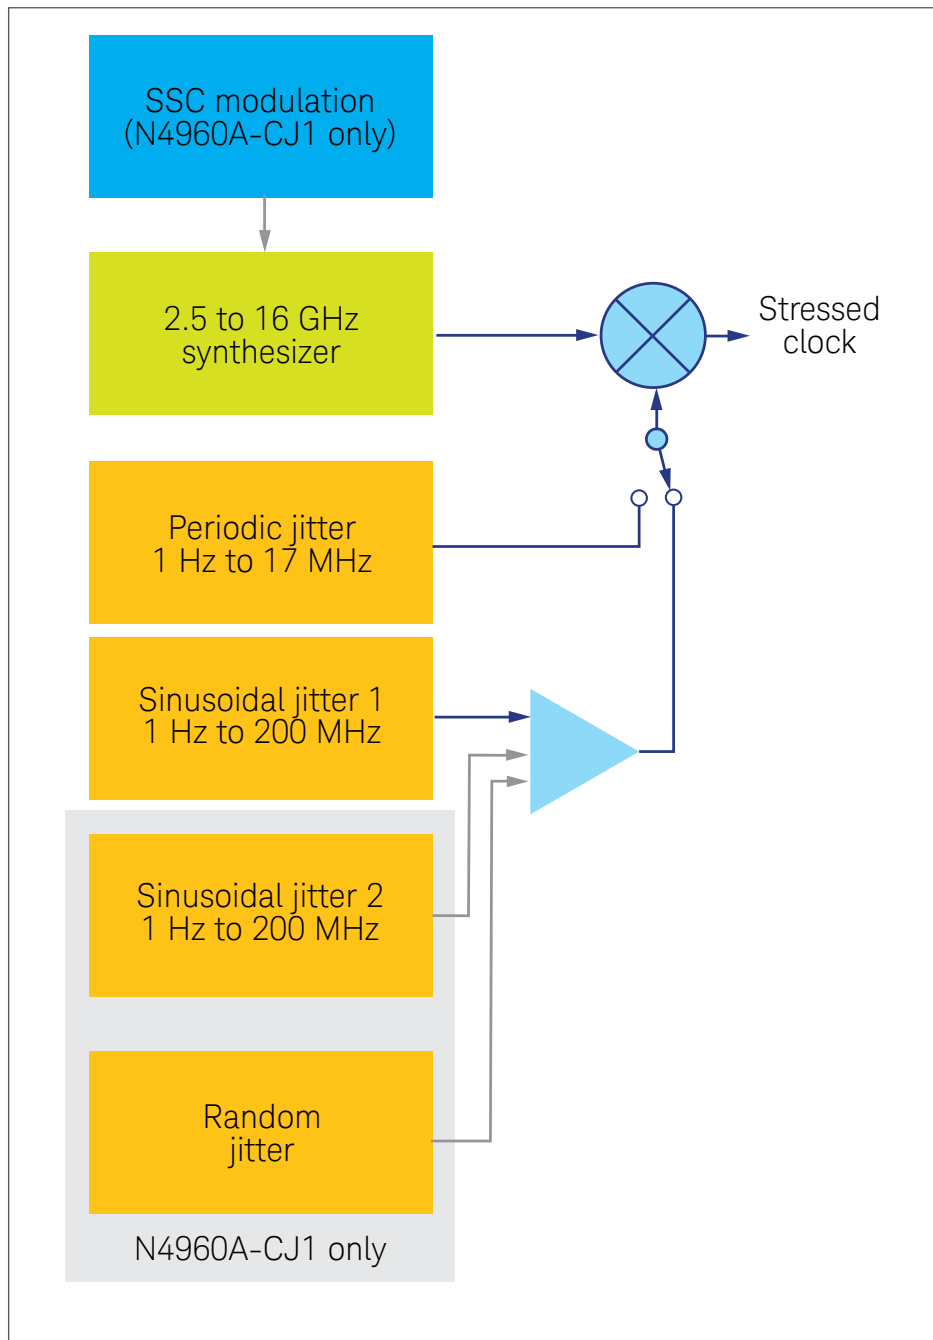 SSC modulation
(N4960A-CJ1 only)
2.5 to 16 GHz
synthesizer
Stressed
clock
Periodic jitter
1 Hz to 17 MHz
Sinusoidal jitter 1
1 Hz to 200 MHz
Sinusoidal jitter 2
1 Hz to 200 MHz
Random
jitter
N4960A-CJ1 only